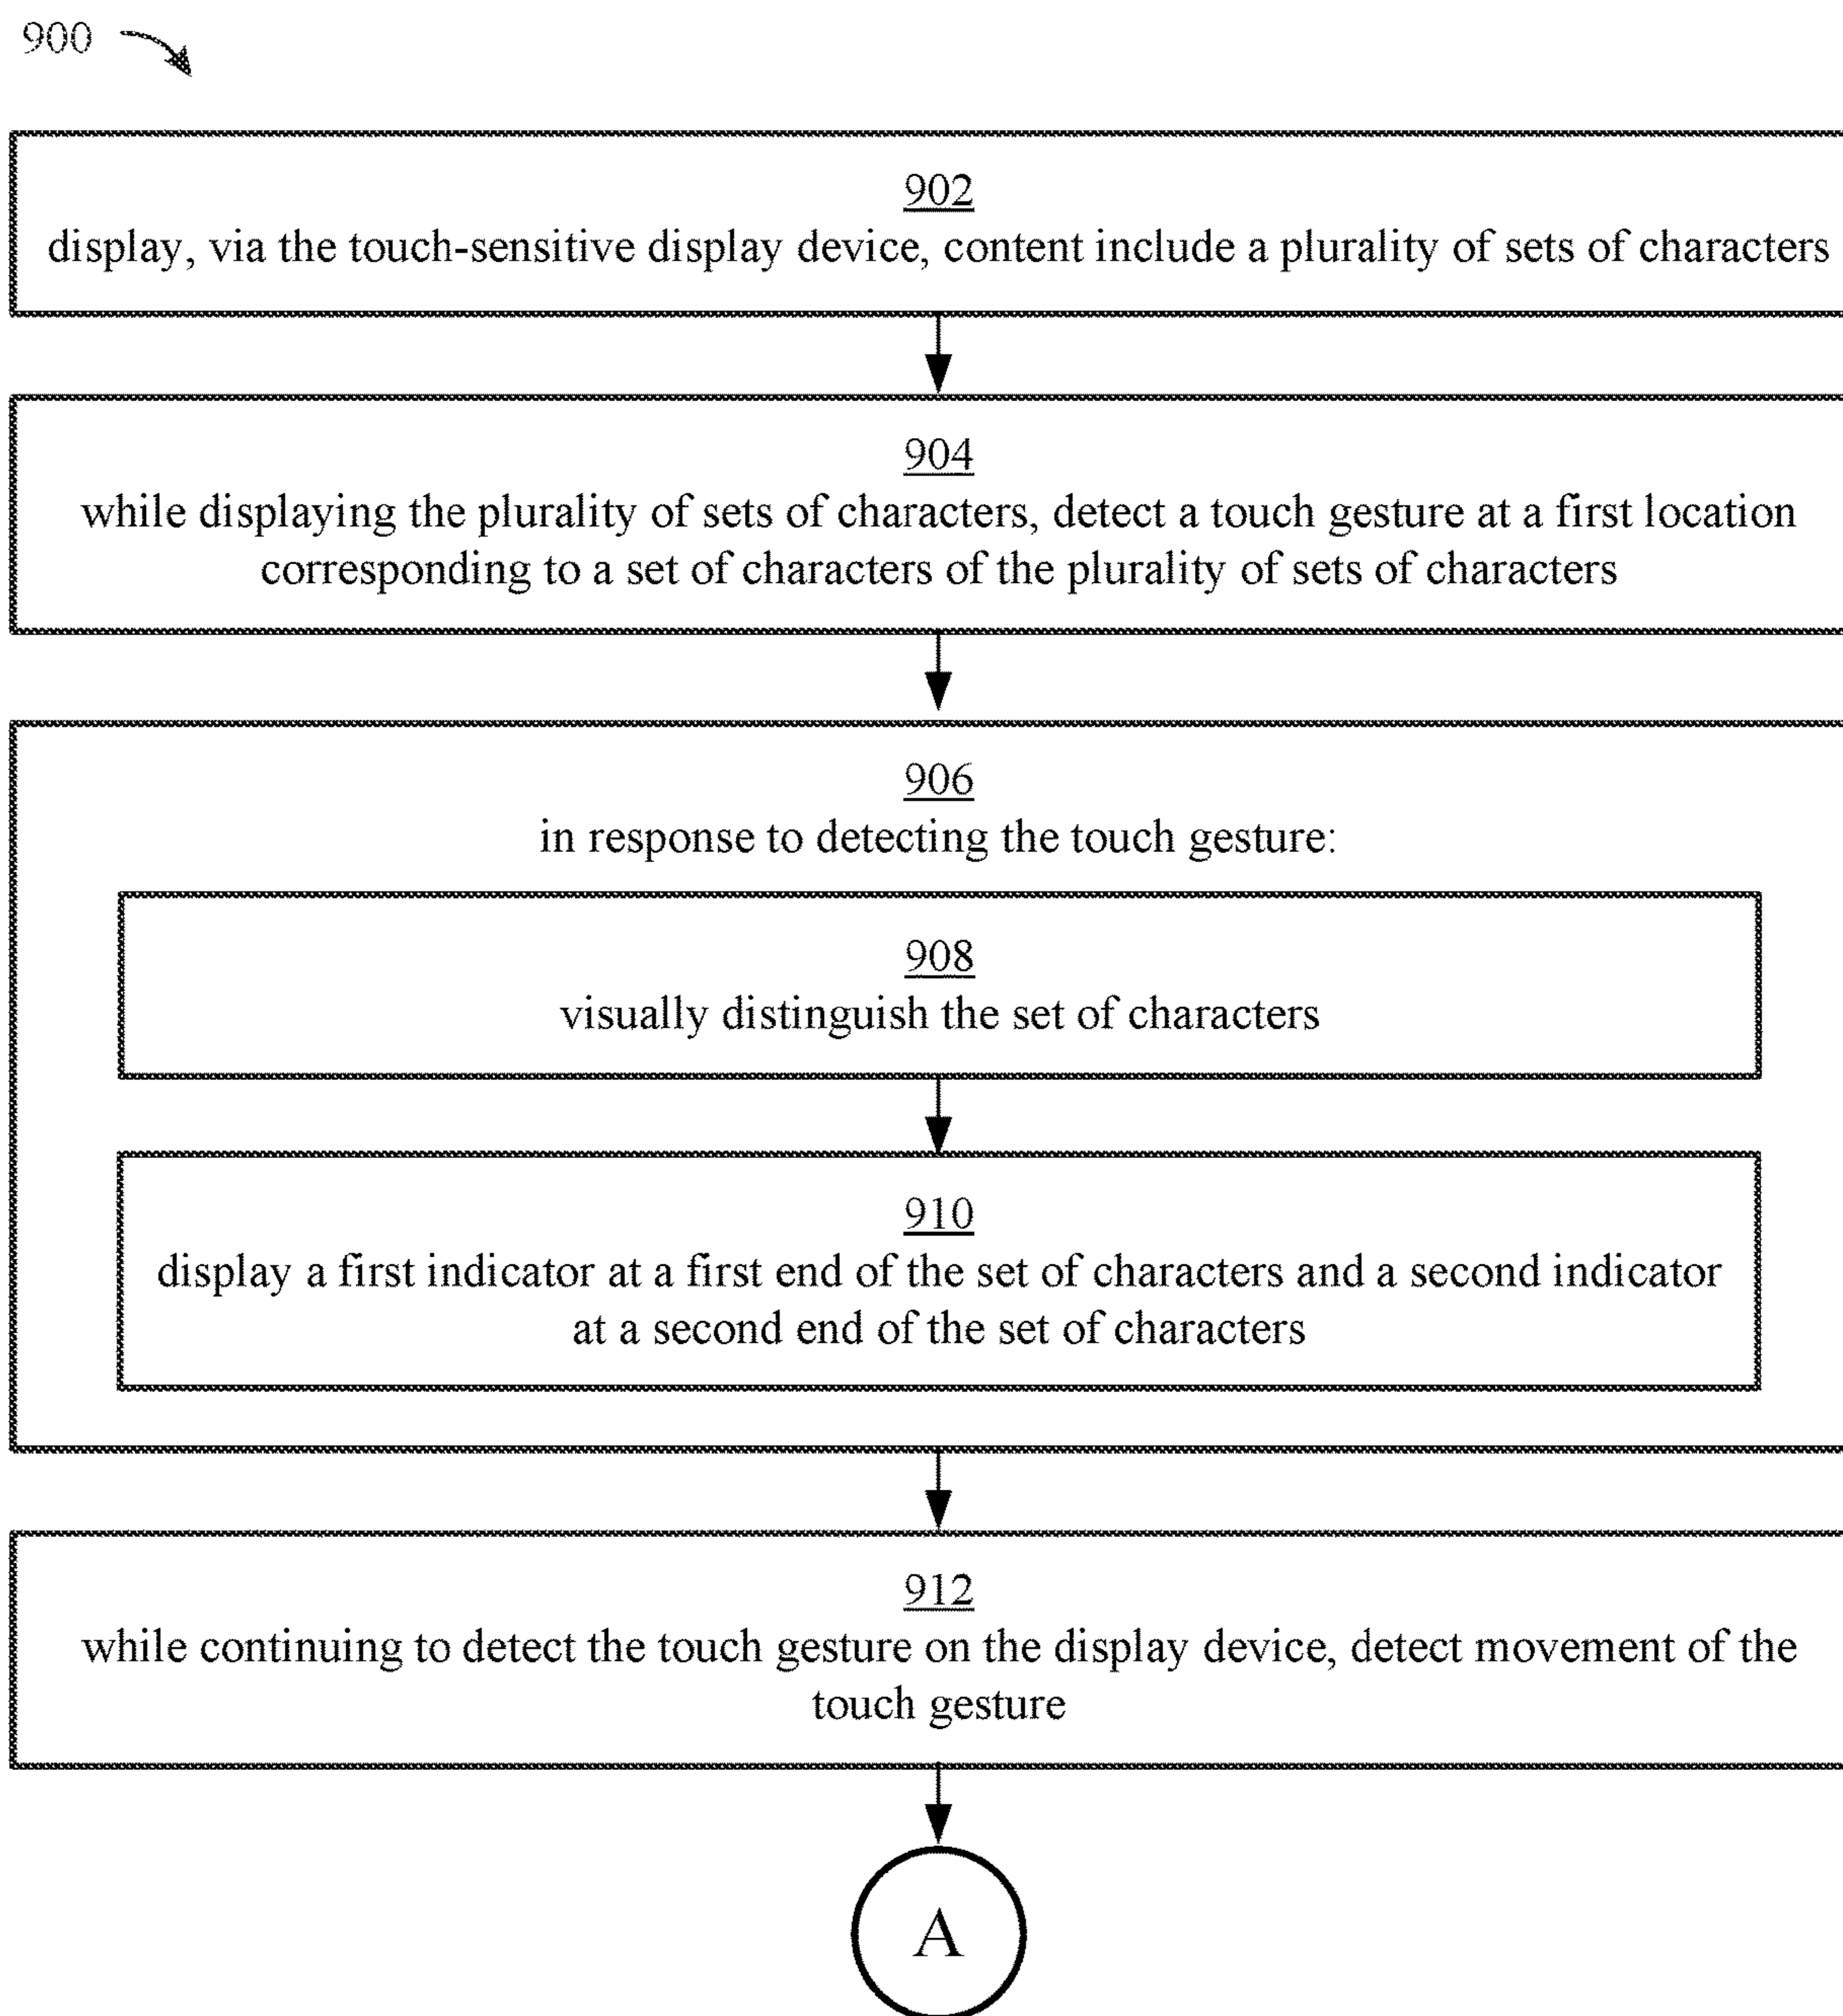 900
902
display, via the touch-sensitive display device, content include a plurality of sets of characters
904
while displaying the plurality of sets of characters, detect a touch gesture at a first location
corresponding to a set of characters of the plurality of sets of characters
906
in response to detecting the touch gesture:
908
visually distinguish the set of characters
910
display a first indicator at a first end of the set of characters and a second indicator
at a second end of the set of characters
912
while continuing to detect the touch gesture on the display device, detect movement of the
touch gesture
A